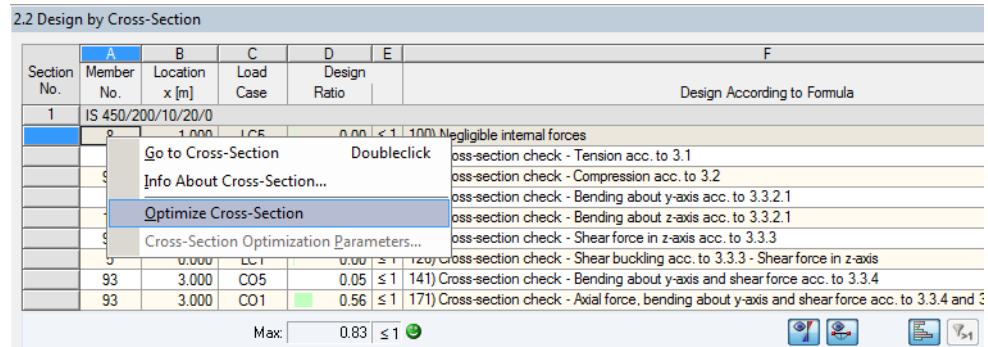 2.2 Design by Cross-Section
A B C D E F
Section Member Location Load Design
No. No. x [m] Case Ratio Design According to Formula
1 IS 450/200/10/20/0
8 1.000 LC5 0.00 ≤ 1 100) Negligible internal forces
Go to Cross-Section Doubleclick oss-section check - Tension acc. to 3.1
Info About Cross-Section... oss-section check - Compression acc. to 3.2
oss-section check - Bending about y-axis acc. to 3.3.2.1
Optimize Cross-Section oss-section check - Bending about z-axis acc. to 3.3.2.1
Cross-Section Optimization Parameters... oss-section check - Shear force in z-axis acc. to 3.3.3
5 0.000 LC1 0.00 ≤ 1 126) Cross-section check - Shear buckling acc. to 3.3.3 - Shear force in z-axis
93 3.000 CO5 0.05 ≤ 1 141) Cross-section check - Bending about y-axis and shear force acc. to 3.3.4
93 3.000 CO1 0.56 ≤ 1 171) Cross-section check - Axial force, bending about y-axis and shear force acc. to 3.3.4 and 3
Max: 0.83 ≤ 1